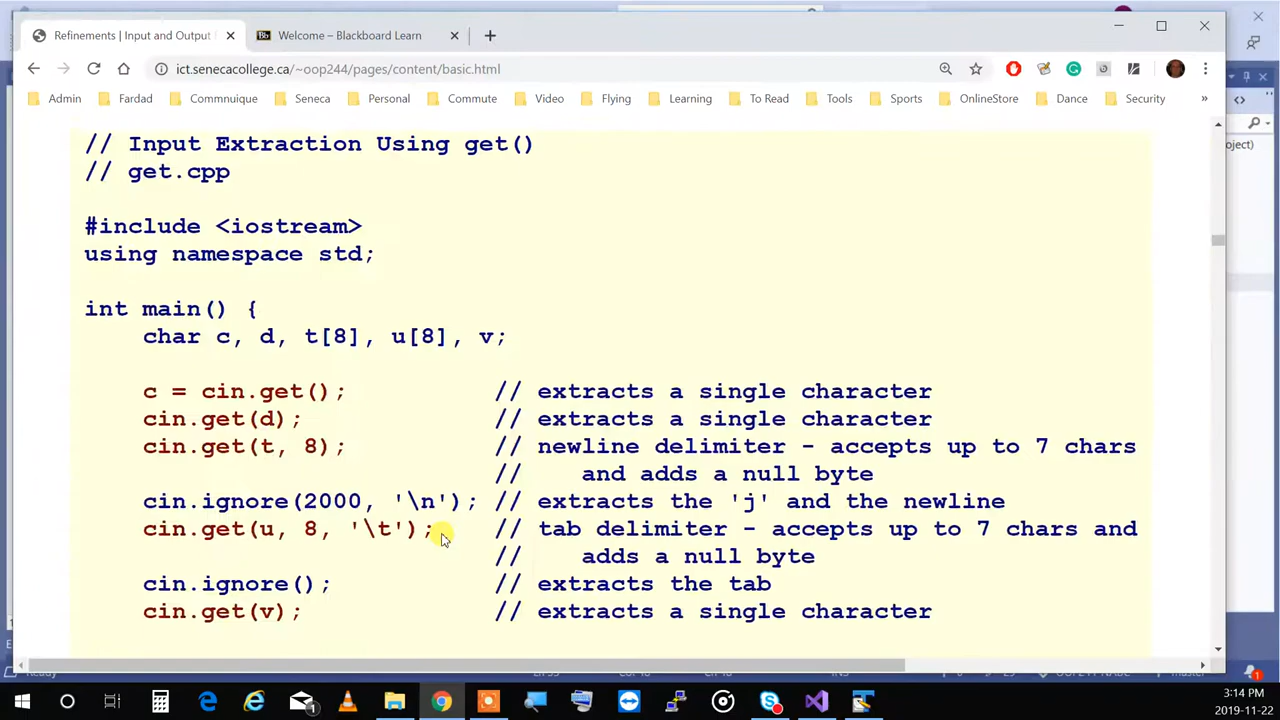 Refinements | Input and Output
Welcome – Blackboard Learn
ict.senecacollege.ca/~oop244/pages/content/basic.html
Admin Fardad Commnuique Seneca Personal Commute Video Flying Learning To Read Tools Sports OnlineStore Dance Security »
// Input Extraction Using get()
// get.cpp
#include <iostream>
using namespace std;
int main() {
char c, d, t[8], u[8], v;
c = cin.get(); // extracts a single character
cin.get(d); // extracts a single character
cin.get(t, 8); // newline delimiter - accepts up to 7 chars
// and adds a null byte
cin.ignore(2000, '\n'); // extracts the 'j' and the newline
cin.get(u, 8, '\t'); // tab delimiter - accepts up to 7 chars and
// adds a null byte
cin.ignore(); // extracts the tab
cin.get(v); // extracts a single character
oject)
3:14 PM
2019-11-22